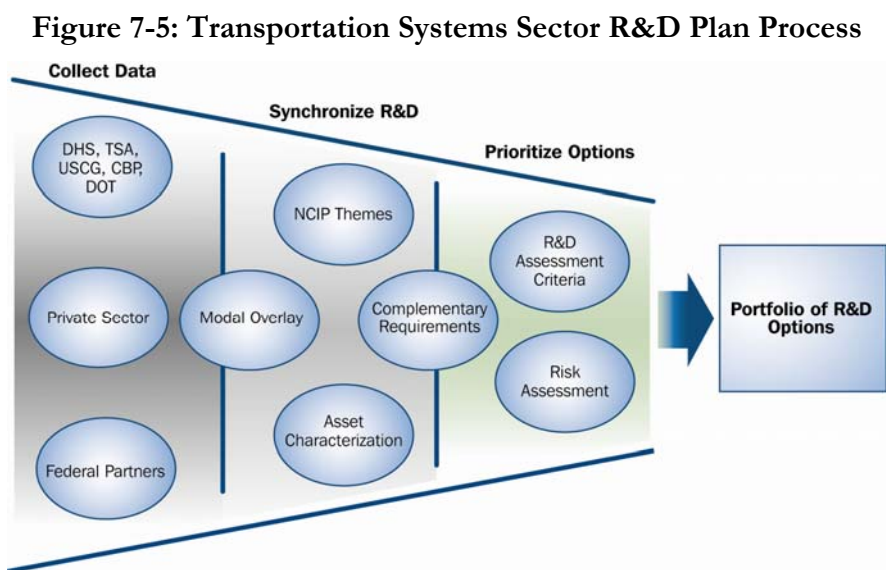 Figure 7-5: Transportation Systems Sector R&D Plan Process
Collect Data
Synchronize R&D
Prioritize Options
DHS, TSA,
USCG, CBP,
DOT
Private Sector
Federal Partners
Modal Overlay
NCIP Themes
Asset
Characterization
Complementary
Requirements
R&D
Assessment
Criteria
Risk
Assessment
Portfolio of R&D
Options